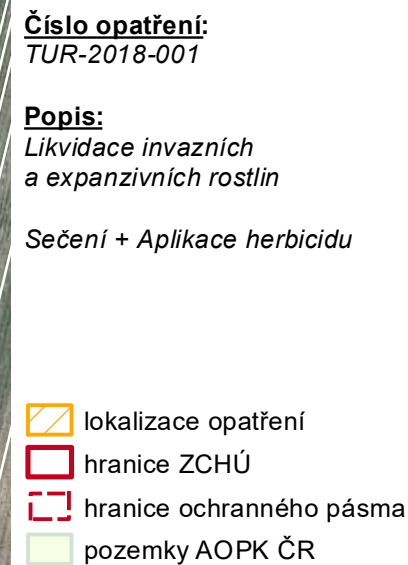 Číslo opatření:
TUR-2018-001
Popis:
Likvidace invazních
a expanzivních rostlin
Sečení + Aplikace herbicidu
lokalizace opatření
hranice ZCHÚ
hranice ochranného pásma
pozemky AOPK ČR